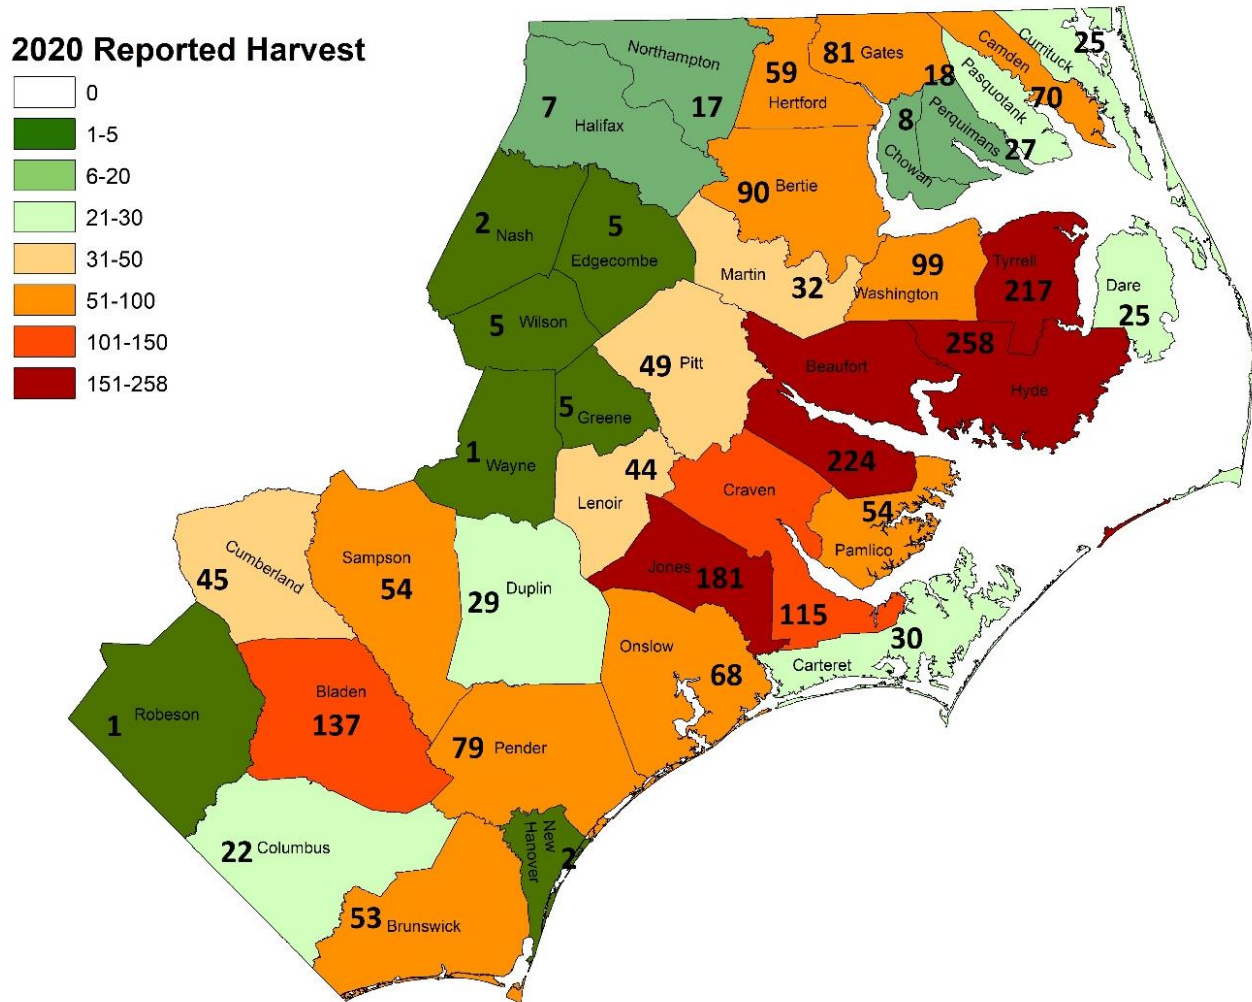 2020 Reported Harvest
0
1-5
6-20
21-30
31-50
51-100
101-150
151-258
Northampton
17
7
Halifax
59
Hertford
81 Gates
Camden
70
Currituck
25
18
Perquimans
Pasquotank
27
8
Chowan
90 Bertie
2 Nash
5
Edgecombe
Martin
32
99
Washington
Tyrrell
217
Dare
25
5 Wilson
49 Pitt
Beaufort
224
258
Hyde
5 Greene
1 Wayne
44
Lenoir
Craven
115
54
Pamlico
Cumberland
45
Sampson
54
29
Duplin
Jones 181
Onslow
68
30
Carteret
1 Robeson
Bladen
137
79 Pender
22 Columbus
New
Hanover
2
53 Brunswick